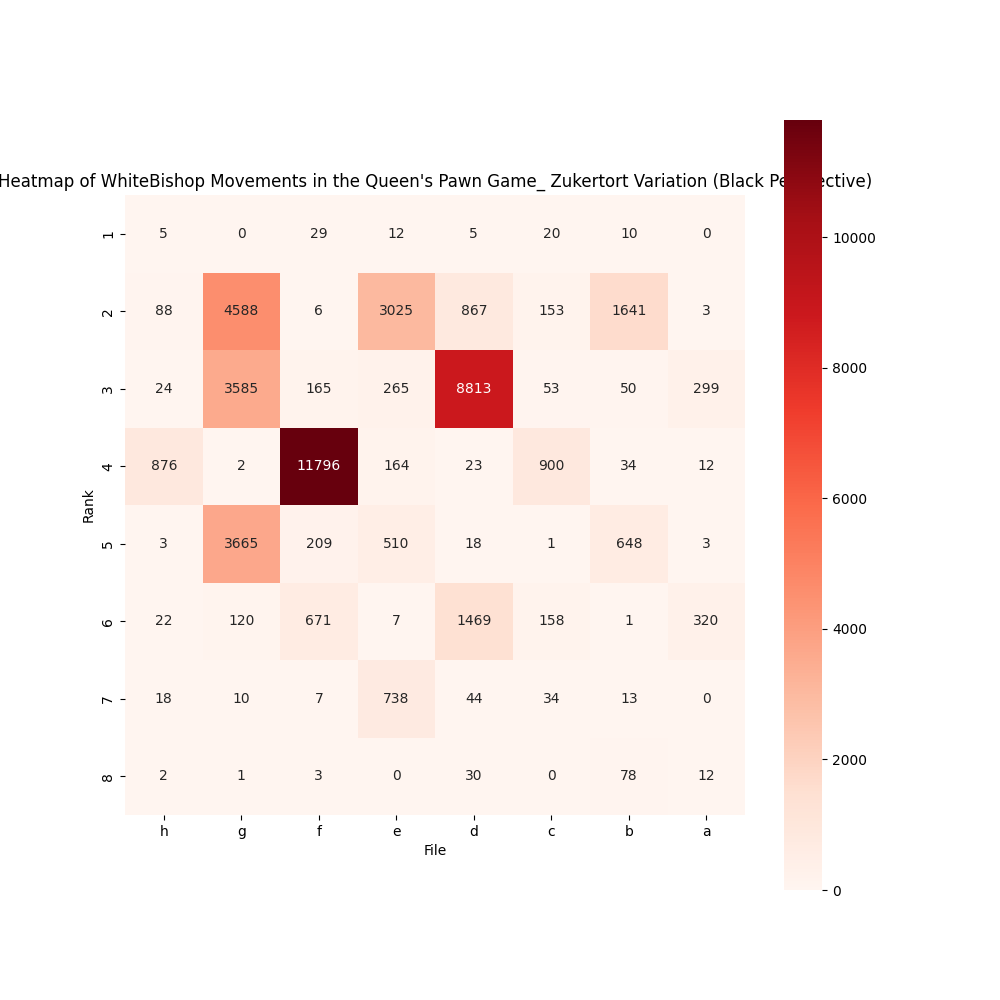 Heatmap of WhiteBishop Movements in the Queen's Pawn Game_ Zukertort Variation (Black Pe ective)
1 5 0 29 12 5 20 10 0
2 88 4588 6 3025 867 153 1641 3
3 24 3585 165 265 8813 53 50 299
4 876 2 11796 164 23 900 34 12
5 3 3665 209 510 18 1 648 3
6 22 120 671 7 1469 158 1 320
7 18 10 7 738 44 34 13 0
8 2 1 3 0 30 0 78 12
Rank
h g f e d c b a
File
10000
8000
6000
4000
2000
0